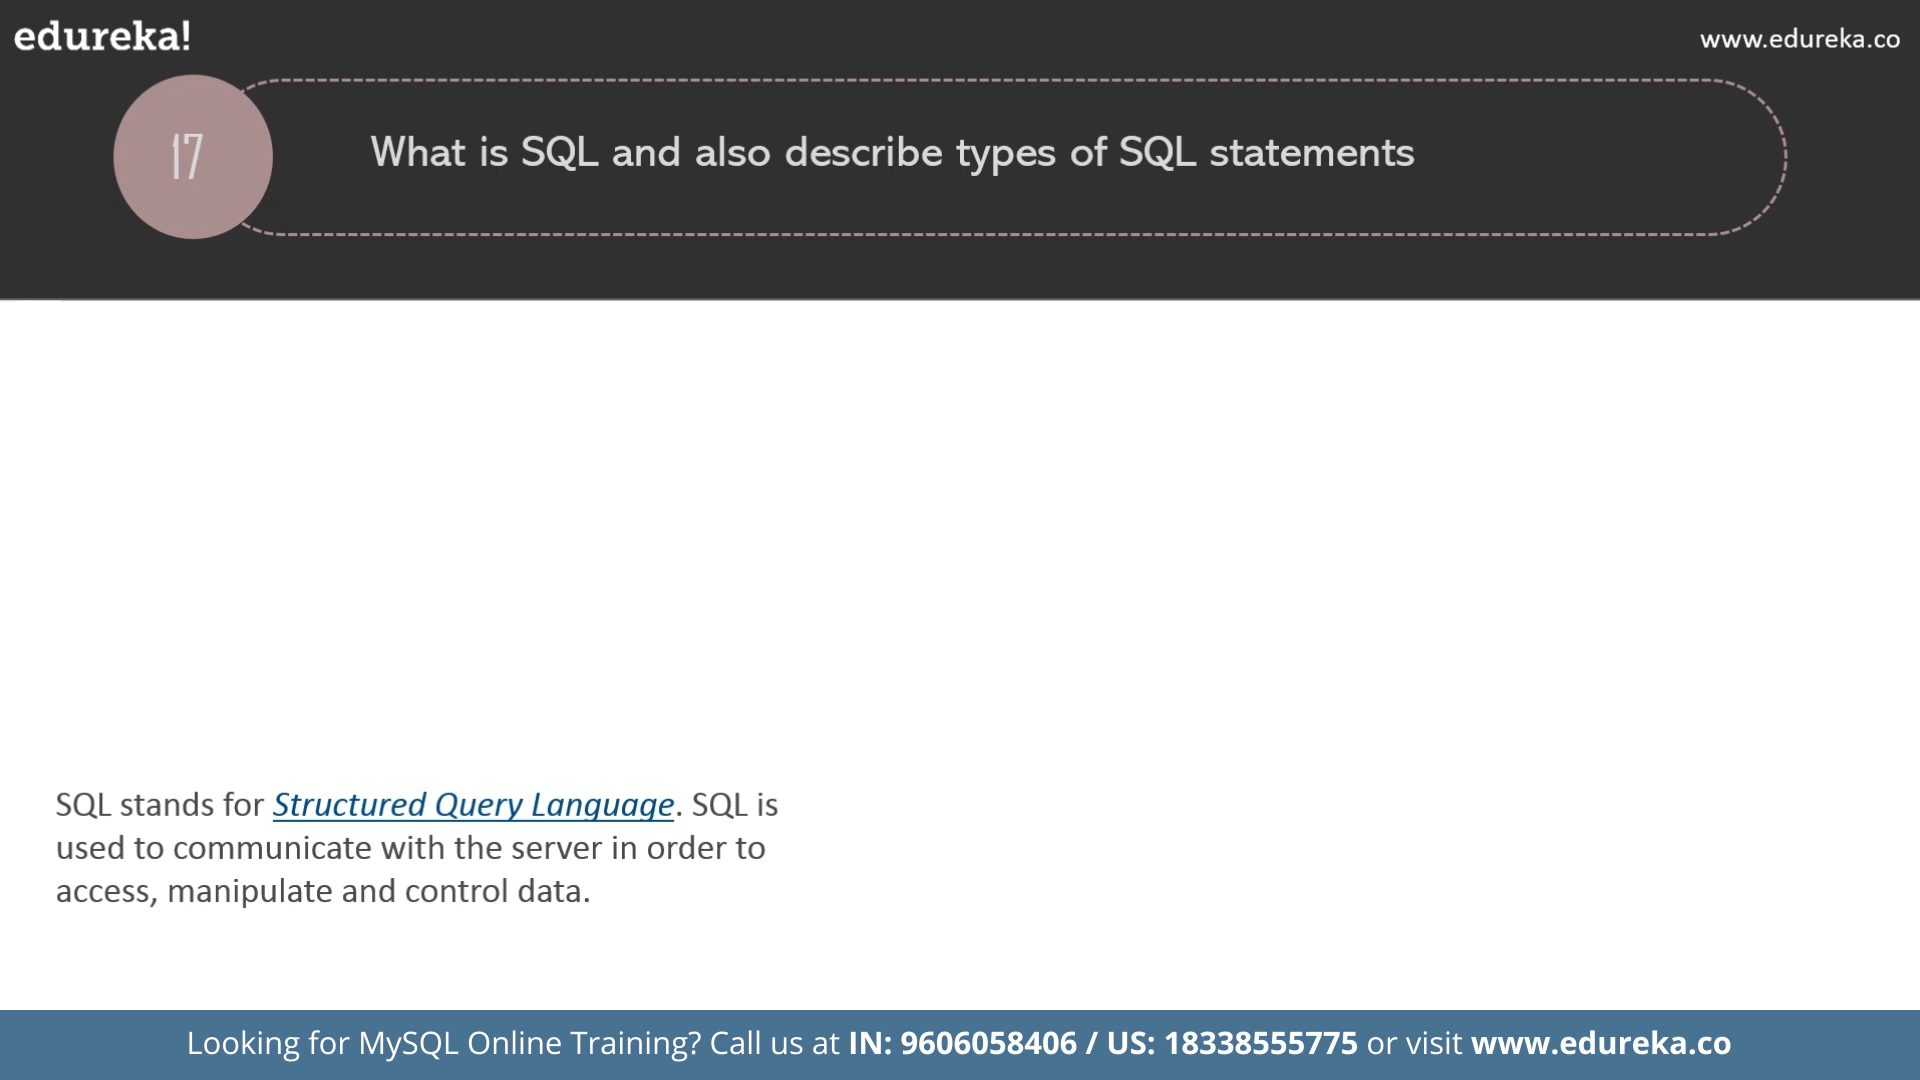 edureka!
www.edureka.co
17
What is SQL and also describe types of SQL statements
SQL stands for Structured Query Language. SQL is
used to communicate with the server in order to
access, manipulate and control data.
Looking for MySQL Online Training? Call us at IN: 9606058406 / US: 18338555775 or visit www.edureka.co